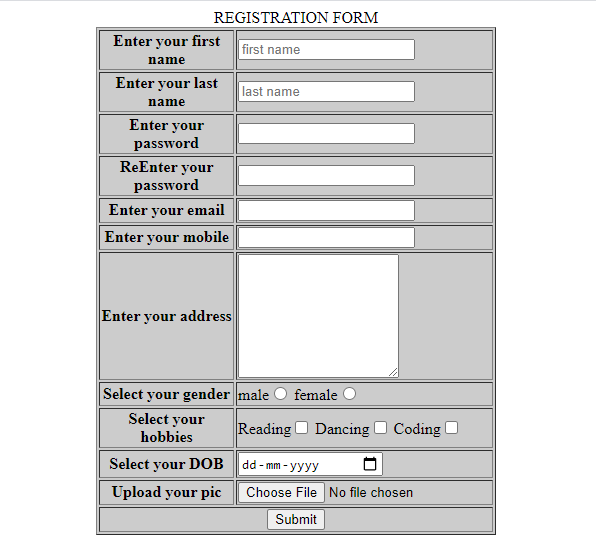 REGISTRATION FORM
Enter your first
name
first name
Enter your last
name
last name
Enter your
password
ReEnter your
password
Enter your email
Enter your mobile
Enter your address
Select your gender
male female
Select your
hobbies
Reading Dancing Coding
Select your DOB
dd-mm-yyyy
Upload your pic
Choose File No file chosen
Submit